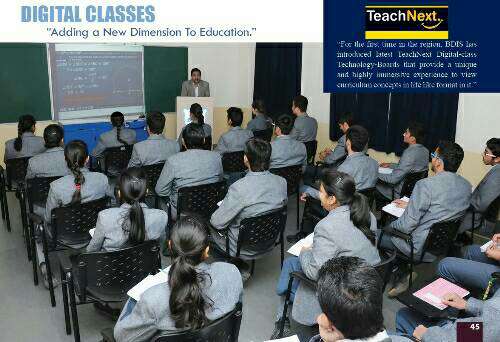 DIGITAL CLASSES
"Adding a New Dimension To Education."
TeachNext..
"For the first time in the region, BDIS has
introduced latest TeachNext Digital-class
Technology-Boards that provide a unique
and highly immersive experience to view
curriculum concepts in life like format in it."
45